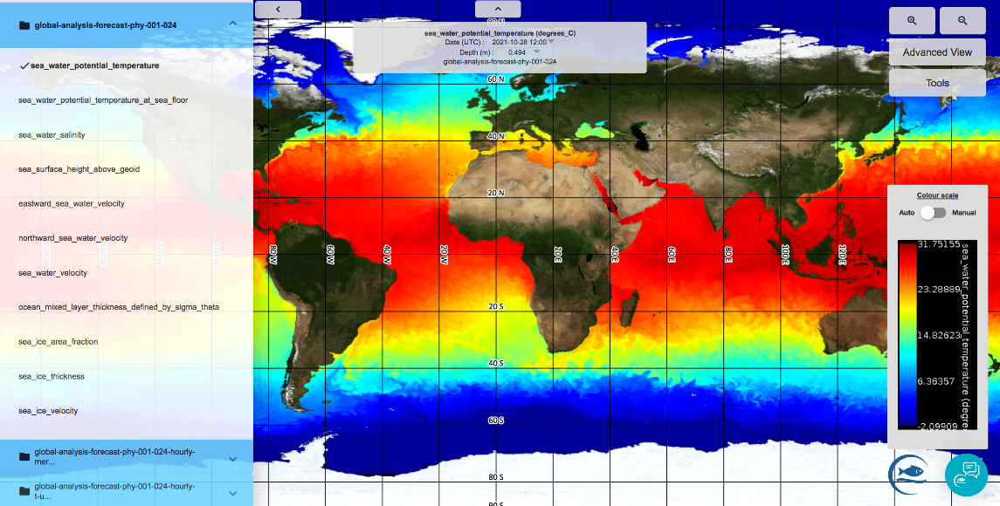 global-analysis-forecast-phy-001-024
sea_water_potential_temperature
sea_water_potential_temperature_at_sea_floor
sea_water_salinity
sea_surface_height_above_geoid
eastward_sea_water_velocity
northward_sea_water_velocity
sea_water_velocity
ocean_mixed_layer_thickness_defined_by_sigma_theta
sea_ice_area_fraction
sea_ice_thickness
sea_ice_velocity
global-analysis-forecast-phy-001-024-hourly-
mer...
global-analysis-forecast-phy-001-024-hourly-
t-u...
sea_water_potential_temperature (degrees_C)
Date (UTC) : 2021-10-28 12:00
Depth (m) : 0.494
global-analysis-forecast-phy-001-024
80 N
60 N
40 N
20 N
80 W
60 W
40 W
20 W
20 E
40 E
60 E
80 E
100 E
120 E
20 S
40 S
60 S
80 S
90 S
Advanced View
Tools
Colour scale
Auto
Manual
31.75155
23.28889
14.82623
6.36357
-2.09909
sea_water_potential_temperature (degre